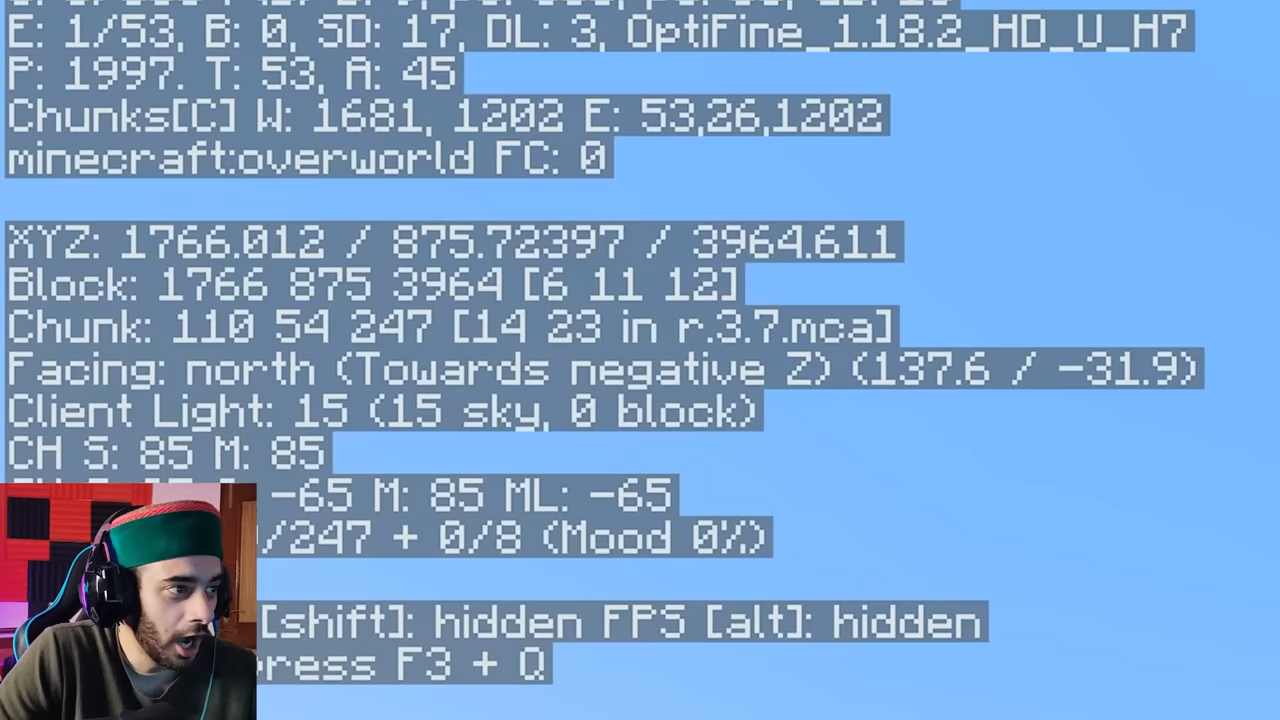 E: 1/53, B: 0, SD: 17, DL: 3, OptiFine_1.18.2_HD_U_H7
P: 1997. T: 53, A: 45
Chunks[C] W: 1681, 1202 E: 53,26,1202
minecraft:overworld FC: 0
XYZ: 1766.012 / 875.72397 / 3964.611
Block: 1766 875 3964 [6 11 12]
Chunk: 110 54 247 [14 23 in r.3.7.mca]
Facing: north (Towards negative Z) (137.6 / -31.9)
Client Light: 15 (15 sky, 0 block)
CH S: 85 M: 85
-65 M: 85 ML: -65
/247 + 0/8 (Mood 0%)
[shift]: hidden FPS [alt]: hidden
press F3 + Q